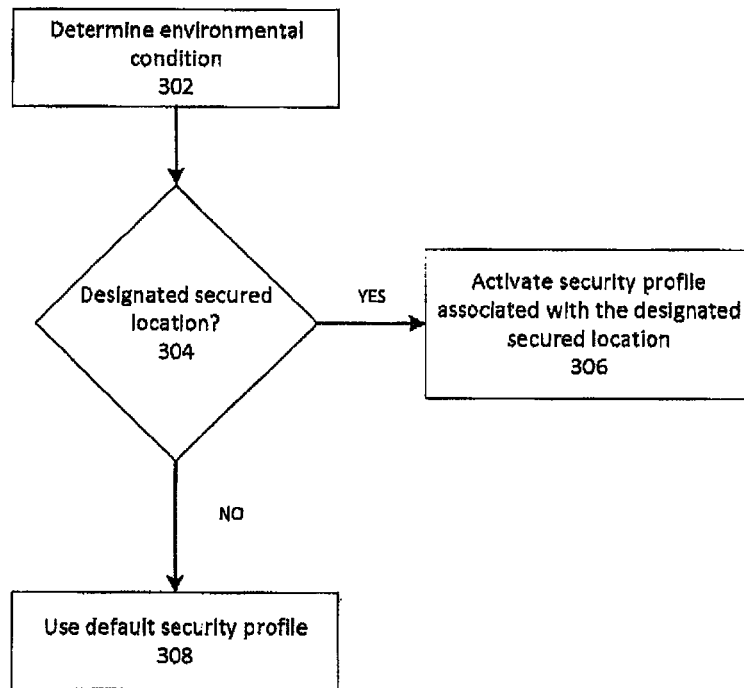 Determine environmental
condition
302
Designated secured
location?
304
YES
Activate security profile
associated with the designated
secured location
306
NO
Use default security profile
308